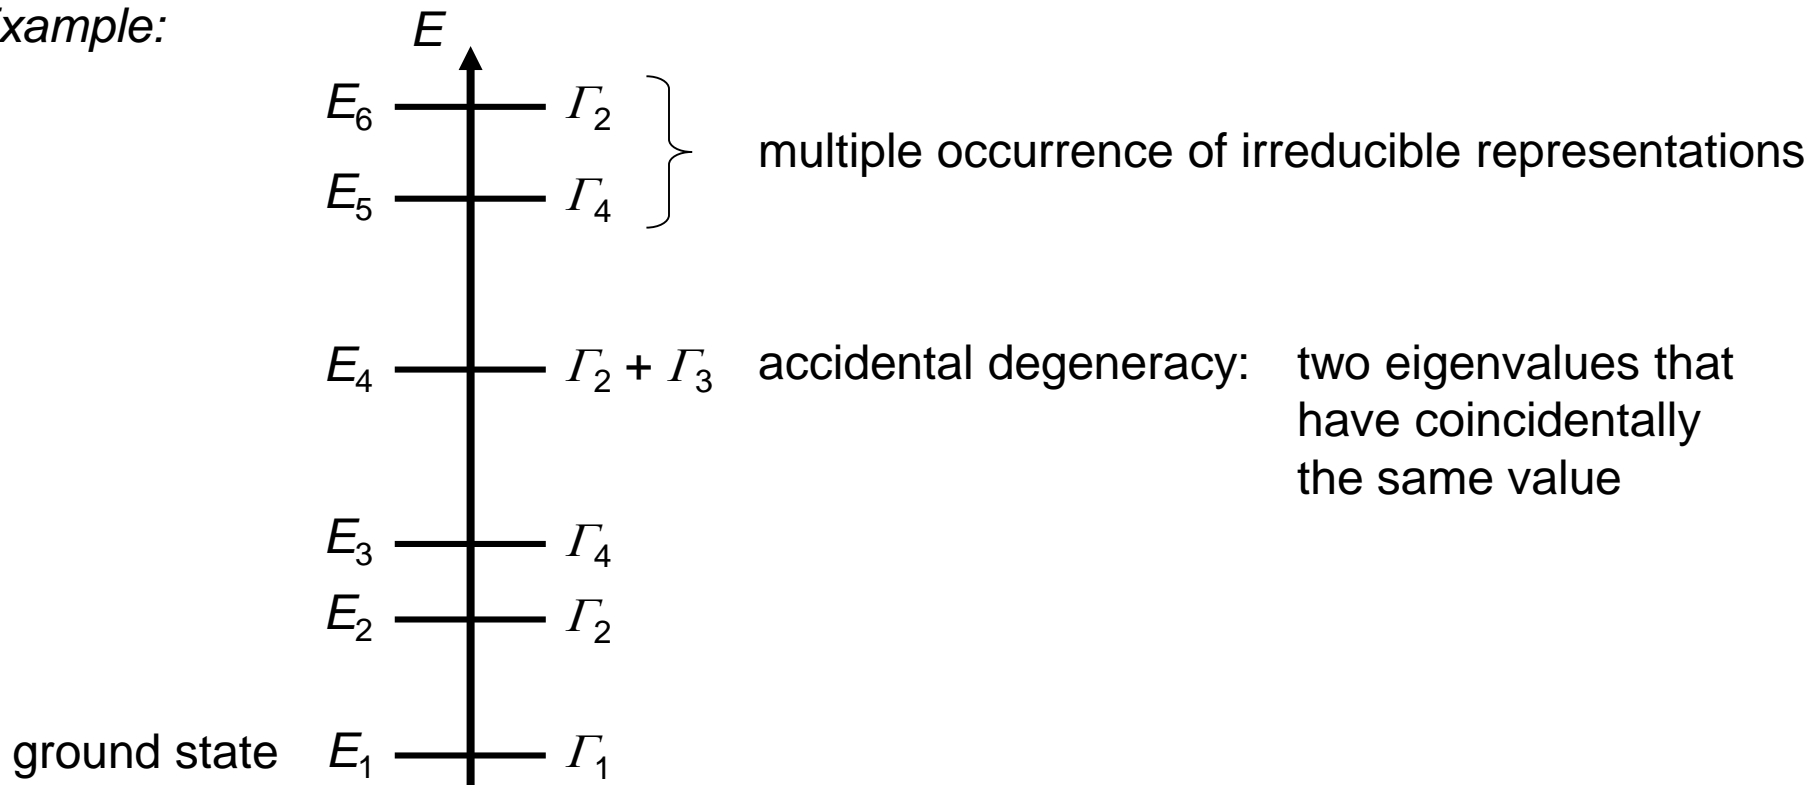 xample:
E
E₆ Γ₂
multiple occurrence of irreducible representations
E₅ Γ₄
E₄ Γ₂ + Γ₃ accidental degeneracy: two eigenvalues that
have coincidentally
the same value
E₃ Γ₄
E₂ Γ₂
ground state E₁ Γ₁